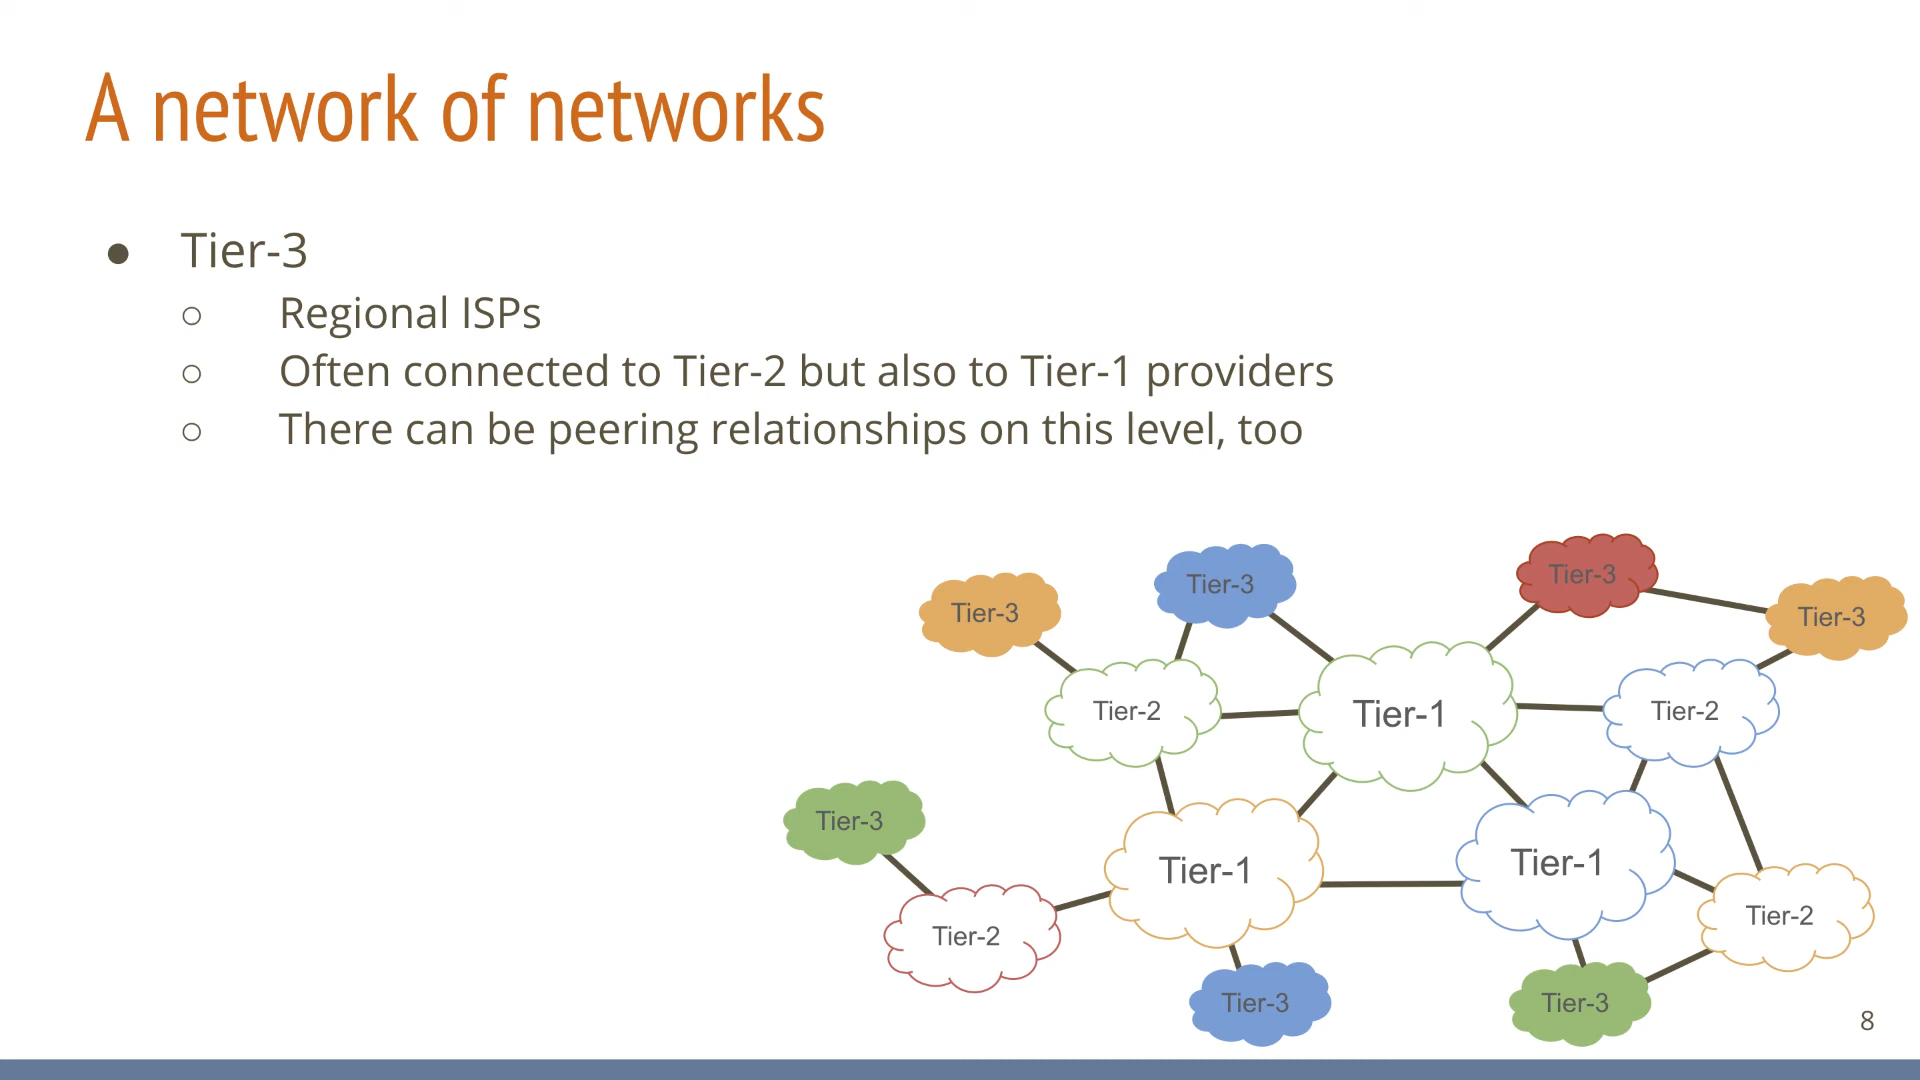 A network of networks
● Tier-3
○ Regional ISPs
○ Often connected to Tier-2 but also to Tier-1 providers
○ There can be peering relationships on this level, too
Tier-3
Tier-3
Tier-3
Tier-3
Tier-2
Tier-1
Tier-2
Tier-3
Tier-1
Tier-1
Tier-2
Tier-2
Tier-3
Tier-3
8